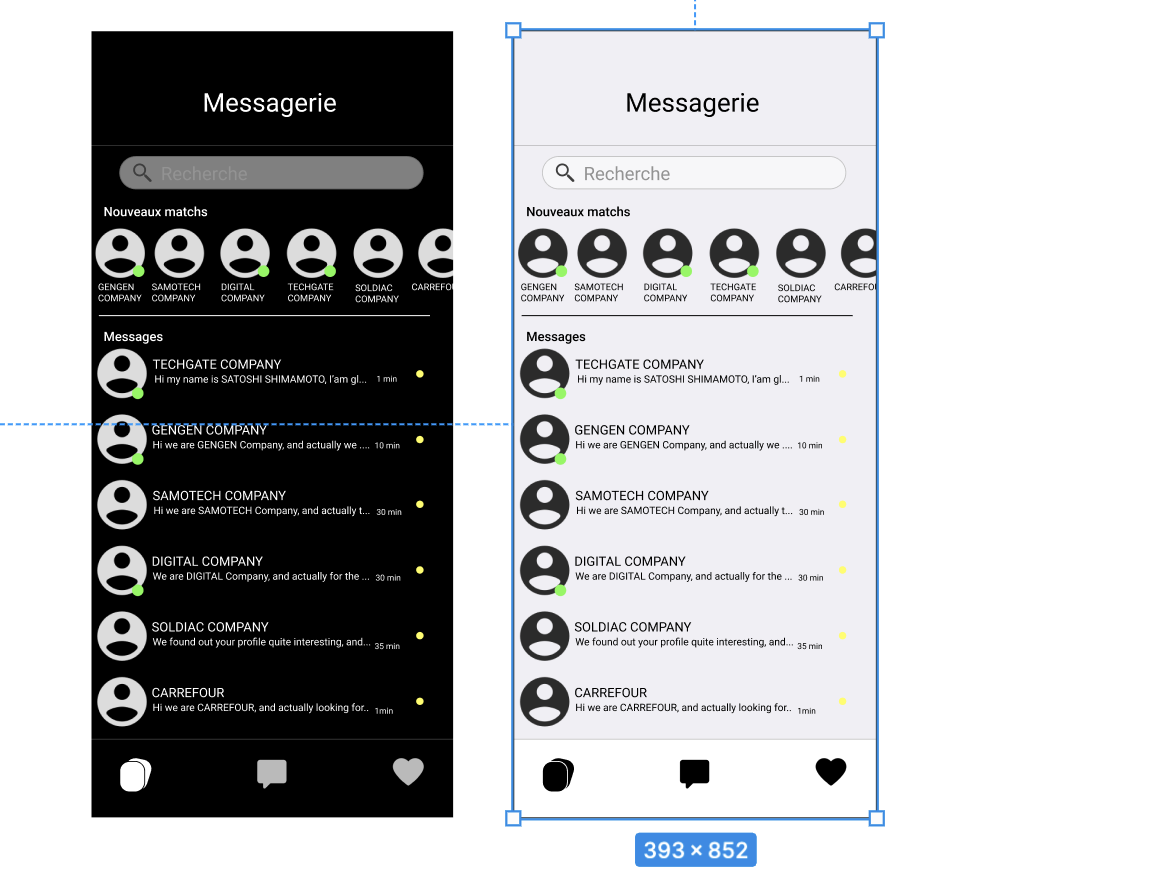 Messagerie
Recherche
Nouveaux matchs
GENGEN
COMPANY
SAMOTECH
COMPANY
DIGITAL
COMPANY
TECHGATE
COMPANY
SOLDIAC
COMPANY
CARREFOU
Messages
TECHGATE COMPANY
Hi my name is SATOSHI SHIMAMOTO, I'am gl... 1 min
GENGEN COMPANY
Hi we are GENGEN Company, and actually we .... 10 min
SAMOTECH COMPANY
Hi we are SAMOTECH Company, and actually t... 30 min
DIGITAL COMPANY
We are DIGITAL Company, and actually for the ... 30 min
SOLDIAC COMPANY
We found out your profile quite interesting, and... 35 min
CARREFOUR
Hi we are CARREFOUR, and actually looking for.. 1min
Messagerie
Recherche
Nouveaux matchs
GENGEN
COMPANY
SAMOTECH
COMPANY
DIGITAL
COMPANY
TECHGATE
COMPANY
SOLDIAC
COMPANY
CARREFOU
Messages
TECHGATE COMPANY
Hi my name is SATOSHI SHIMAMOTO, I'am gl... 1 min
GENGEN COMPANY
Hi we are GENGEN Company, and actually we .... 10 min
SAMOTECH COMPANY
Hi we are SAMOTECH Company, and actually t... 30 min
DIGITAL COMPANY
We are DIGITAL Company, and actually for the ... 30 min
SOLDIAC COMPANY
We found out your profile quite interesting, and... 35 min
CARREFOUR
Hi we are CARREFOUR, and actually looking for.. 1min
393 × 852